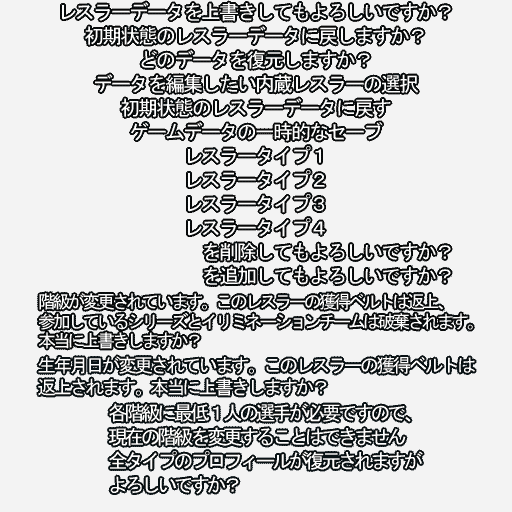 レスラーデータを上書きしてもよろしいですか？
初期状態のレスラーデータに戻しますか？
どのデータを復元しますか？
データを編集したい内蔵レスラーの選択
初期状態のレスラーデータに戻す
ゲームデータの一時的なセーブ
レスラータイプ１
レスラータイプ２
レスラータイプ３
レスラータイプ４
を削除してもよろしいですか？
を追加してもよろしいですか？
階級が変更されています。このレスラーの獲得ベルトは返上、
参加しているシリーズとイリミネーションチームは破棄されます。
本当に上書きしますか？
生年月日が変更されています。このレスラーの獲得ベルトは
返上されます。本当に上書きしますか？
各階級に最低１人の選手が必要ですので、
現在の階級を変更することはできません
全タイプのプロフィールが復元されますが
よろしいですか？